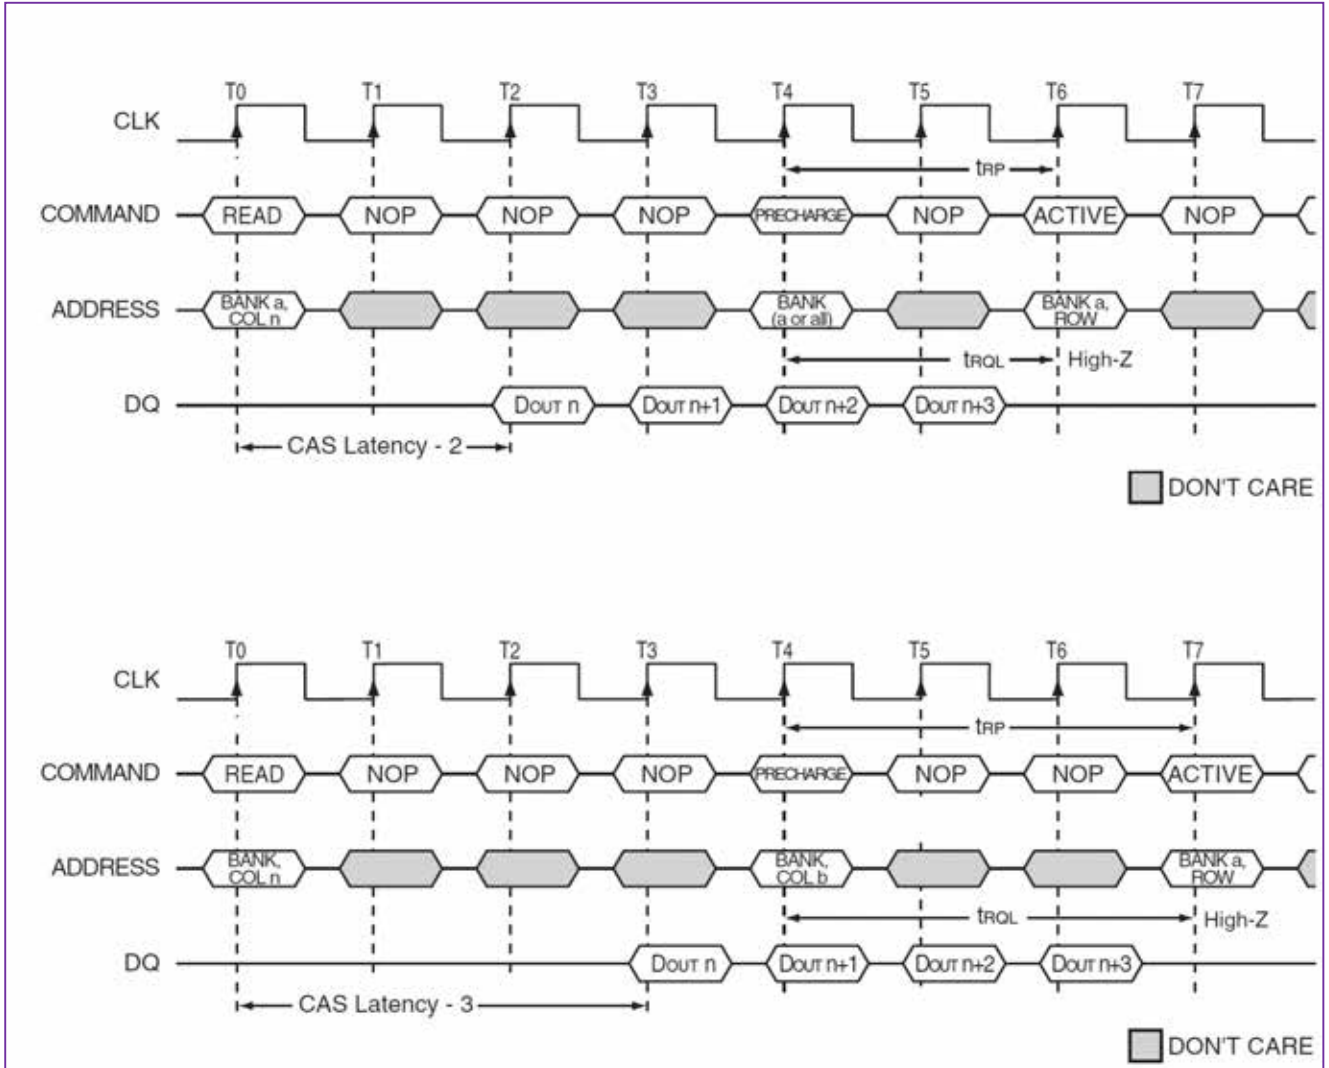 T0 T1 T2 T3 T4 T5 T6 T7
CLK
tRP
COMMAND READ NOP NOP NOP PRECHARGE NOP ACTIVE NOP
ADDRESS BANK a, COL n BANK (a or all) BANK a, ROW
tRQL High-Z
DQ DOUT n DOUT n+1 DOUT n+2 DOUT n+3
CAS Latency - 2
DON'T CARE
T0 T1 T2 T3 T4 T5 T6 T7
CLK
tRP
COMMAND READ NOP NOP NOP PRECHARGE NOP NOP ACTIVE
ADDRESS BANK, COL n BANK, COL b BANK a, ROW
tRQL High-Z
DQ DOUT n DOUT n+1 DOUT n+2 DOUT n+3
CAS Latency - 3
DON'T CARE